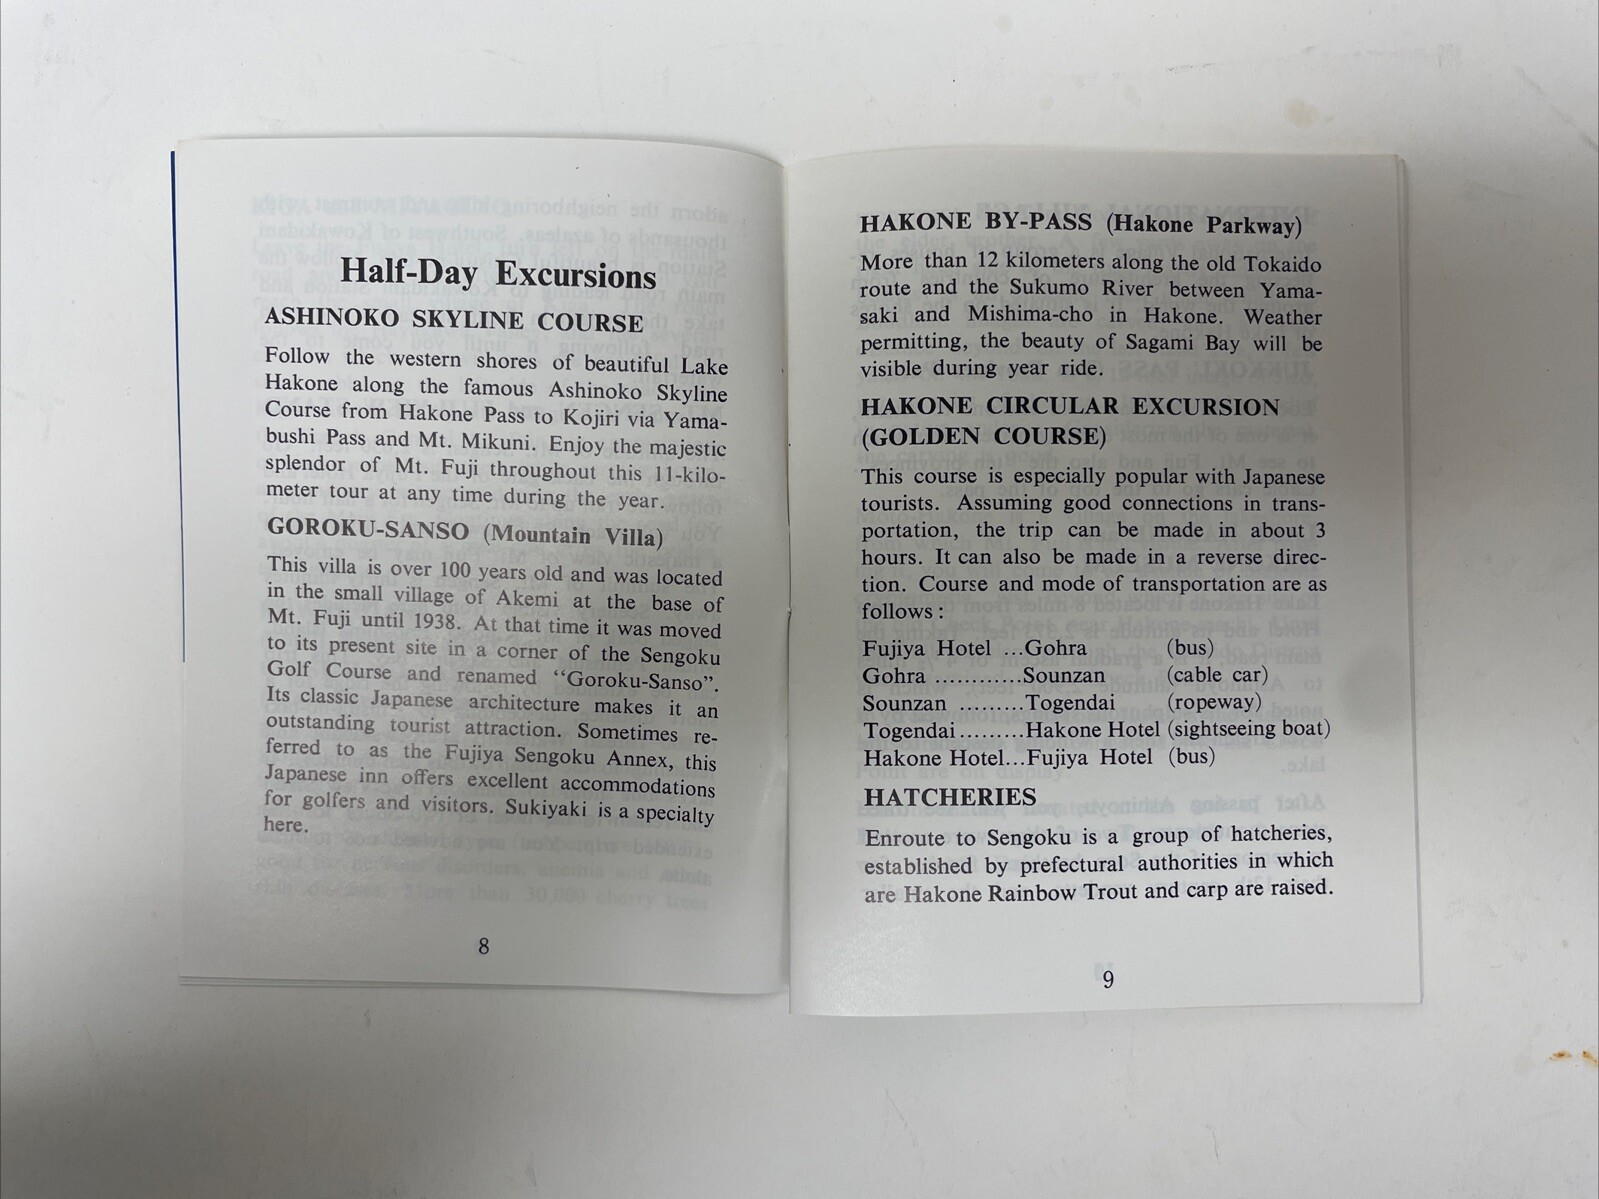 Half-Day Excursions
ASHINOKO SKYLINE COURSE
Follow the western shores of beautiful Lake
Hakone along the famous Ashinoko Skyline
Course from Hakone Pass to Kojiri via Yama-
bushi Pass and Mt. Mikuni. Enjoy the majestic
splendor of Mt. Fuji throughout this 11-kilo-
meter tour at any time during the year.
GOROKU-SANSO (Mountain Villa)
This villa is over 100 years old and was located
in the small village of Akemi at the base of
Mt. Fuji until 1938. At that time it was moved
to its present site in a corner of the Sengoku
Golf Course and renamed “Goroku-Sanso”.
Its classic Japanese architecture makes it an
outstanding tourist attraction. Sometimes re-
ferred to as the Fujiya Sengoku Annex, this
Japanese inn offers excellent accommodations
for golfers and visitors. Sukiyaki is a specialty
here.
8
HAKONE BY-PASS (Hakone Parkway)
More than 12 kilometers along the old Tokaido
route and the Sukumo River between Yama-
saki and Mishima-cho in Hakone. Weather
permitting, the beauty of Sagami Bay will be
visible during year ride.
HAKONE CIRCULAR EXCURSION
(GOLDEN COURSE)
This course is especially popular with Japanese
tourists. Assuming good connections in trans-
portation, the trip can be made in about 3
hours. It can also be made in a reverse direc-
tion. Course and mode of transportation are as
follows :
Fujiya Hotel ...Gohra (bus)
Gohra ............Sounzan (cable car)
Sounzan .........Togendai (ropeway)
Togendai.........Hakone Hotel (sightseeing boat)
Hakone Hotel...Fujiya Hotel (bus)
HATCHERIES
Enroute to Sengoku is a group of hatcheries,
established by prefectural authorities in which
are Hakone Rainbow Trout and carp are raised.
9